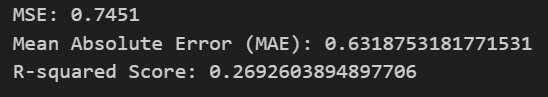 MSE: 0.7451
Mean Absolute Error (MAE): 0.6318753181771531
R-squared Score: 0.2692603894897706